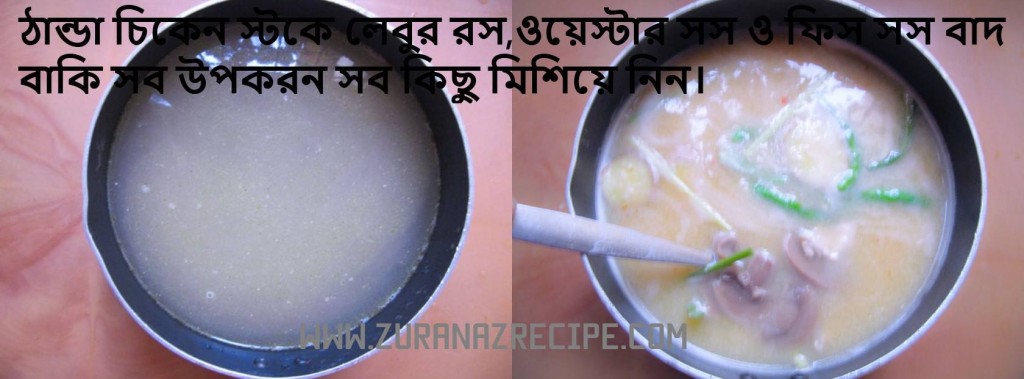 ঠান্ডা চিকেন স্টকে লেবুর রস,ওয়েস্টার সস ও ফিস সস বাদ
বাকি সব উপকরন সব কিছু মিশিয়ে নিন।
WWW.ZURANAZRECIPE.COM